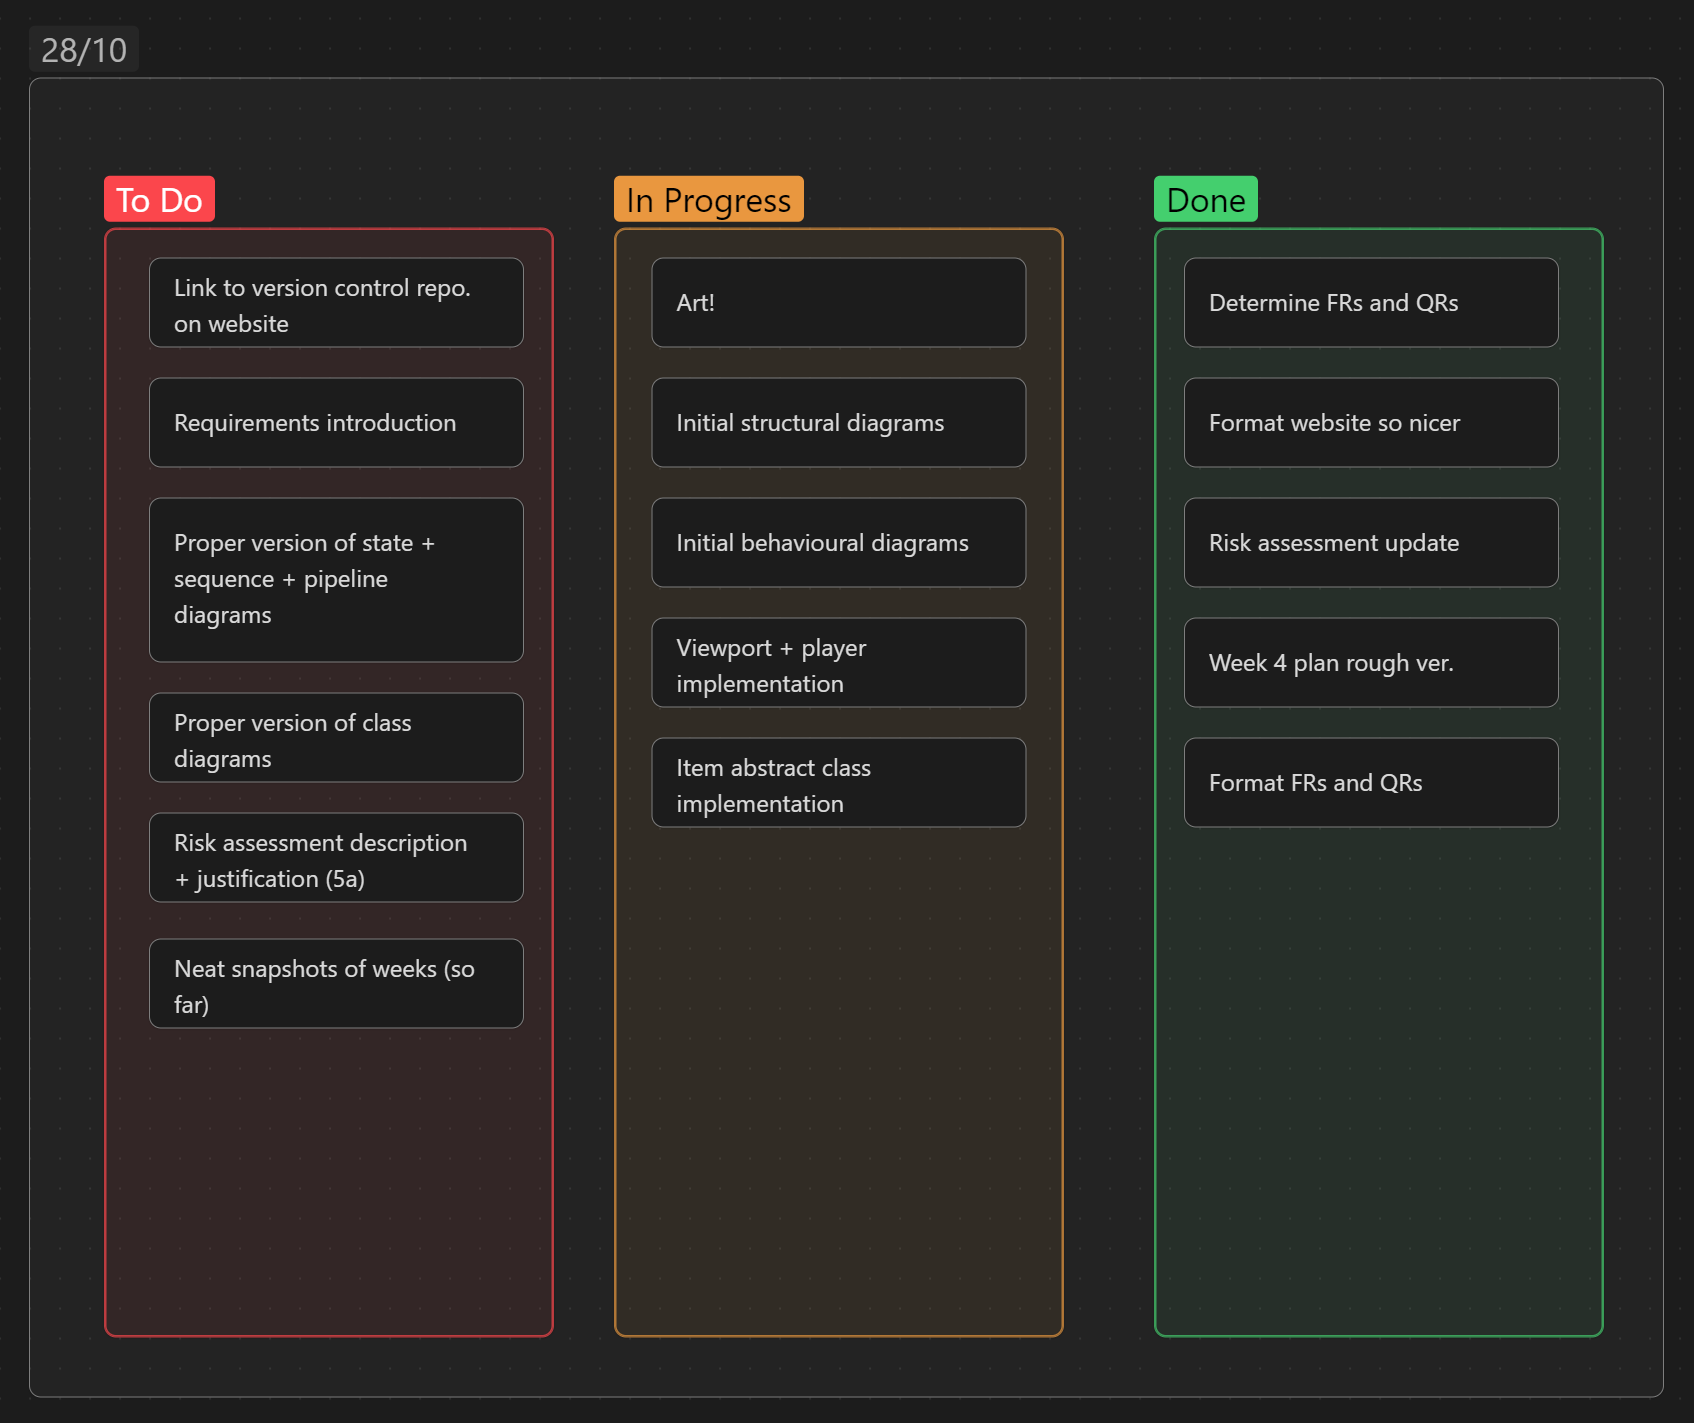 28/10
To Do
Link to version control repo.
on website
Requirements introduction
Proper version of state +
sequence + pipeline
diagrams
Proper version of class
diagrams
Risk assessment description
+ justification (5a)
Neat snapshots of weeks (so
far)
In Progress
Art!
Initial structural diagrams
Initial behavioural diagrams
Viewport + player
implementation
Item abstract class
implementation
Done
Determine FRs and QRs
Format website so nicer
Risk assessment update
Week 4 plan rough ver.
Format FRs and QRs